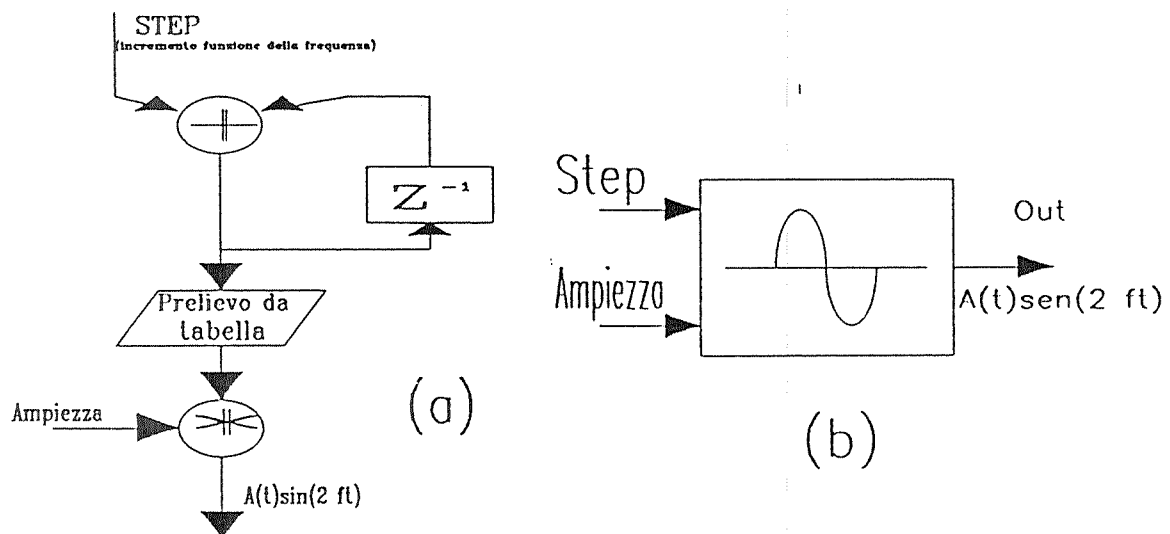 STEP
(incremento funzione della frequenza)
Z -1
Prelievo da
tabella
Ampiezza
A(t)sin(2 ft)
(a)
Step
Ampiezza
Out
A(t)sen(2 ft)
(b)